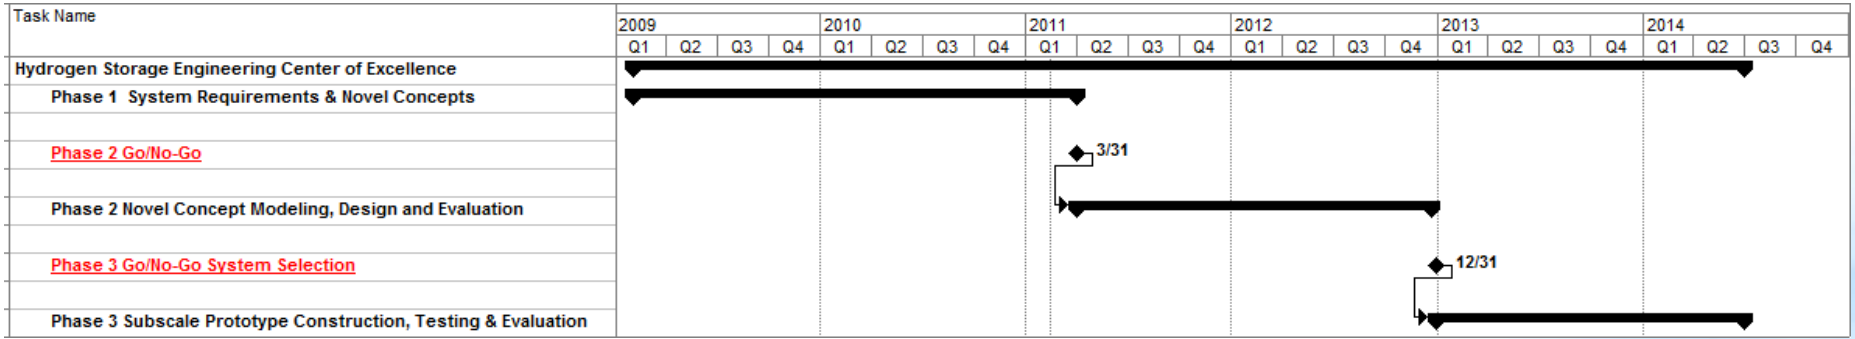 Task Name
2009 2010 2011 2012 2013 2014
Q1 Q2 Q3 Q4 Q1 Q2 Q3 Q4 Q1 Q2 Q3 Q4 Q1 Q2 Q3 Q4 Q1 Q2 Q3 Q4 Q1 Q2 Q3 Q4
Hydrogen Storage Engineering Center of Excellence
Phase 1 System Requirements & Novel Concepts
Phase 2 Go/No-Go
3/31
Phase 2 Novel Concept Modeling, Design and Evaluation
Phase 3 Go/No-Go System Selection
12/31
Phase 3 Subscale Prototype Construction, Testing & Evaluation